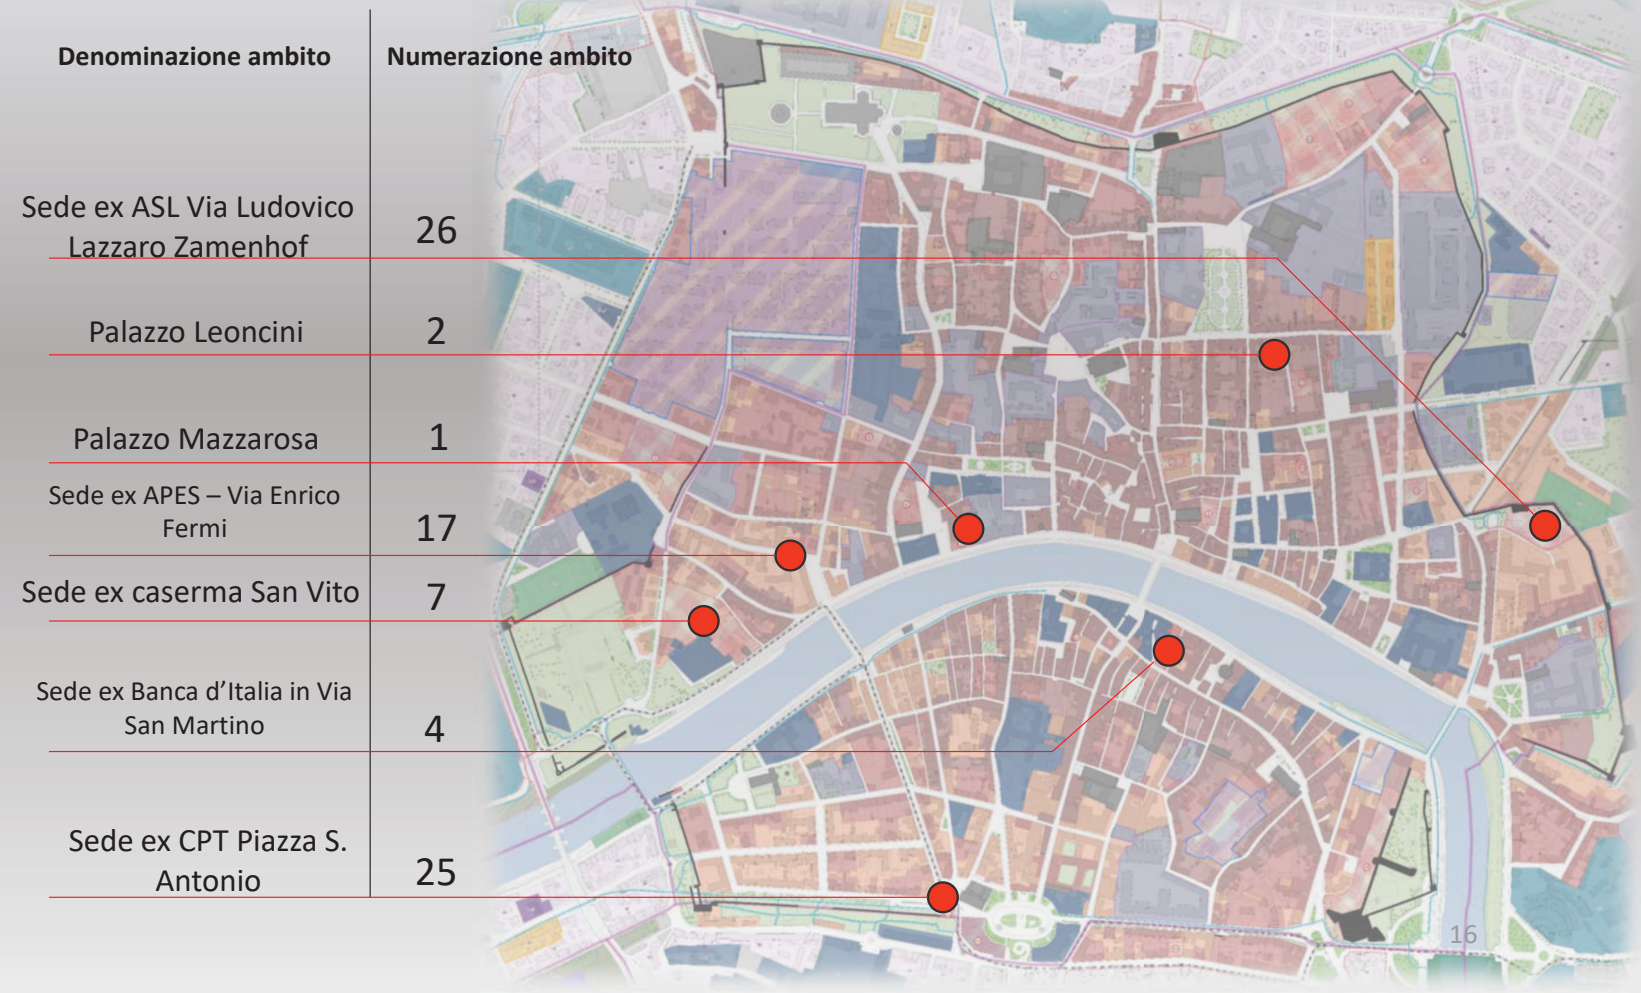 Denominazione ambito
Numerazione ambito
Sede ex ASL Via Ludovico
Lazzaro Zamenhof
26
Palazzo Leoncini
2
Palazzo Mazzarosa
1
Sede ex APES – Via Enrico
Fermi
17
Sede ex caserma San Vito
7
Sede ex Banca d’Italia in Via
San Martino
4
Sede ex CPT Piazza S.
Antonio
25
16